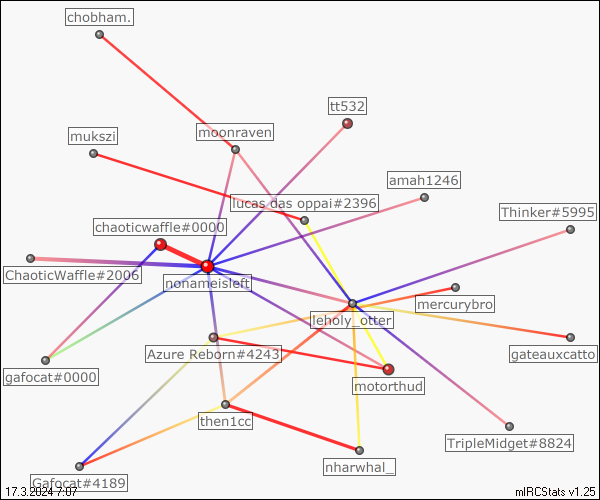 chobham.
tt532
mukszi
moonraven
amah1246
lucas das oppai#2396
Thinker#5995
chaoticwaffle#0000
ChaoticWaffle#2006
nonameisleft
mercurybro
leholy_otter
Azure Reborn#4243
gateauxcatto
gafocat#0000
motorthud
then1cc
TripleMidget#8824
nharwhal_
Gafocat#4189
17.3.2024 7:07
mIRCStats v1.25